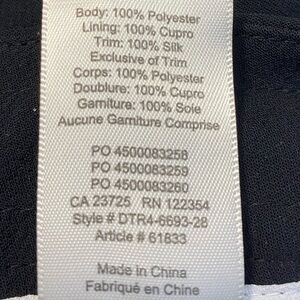 Body: 100% Polyester
Lining: 100% Cupro
Trim: 100% Silk
Exclusive of Trim
Corps: 100% Polyester
Doublure: 100% Cupro
Garniture: 100% Soie
Aucune Garniture Comprise
PO 4500083258
PO 4500083259
PO 4500083260
CA 23725 RN 122354
Style # DTR4-6693-28
Article # 61833
Made in China
Fabriqué en Chine